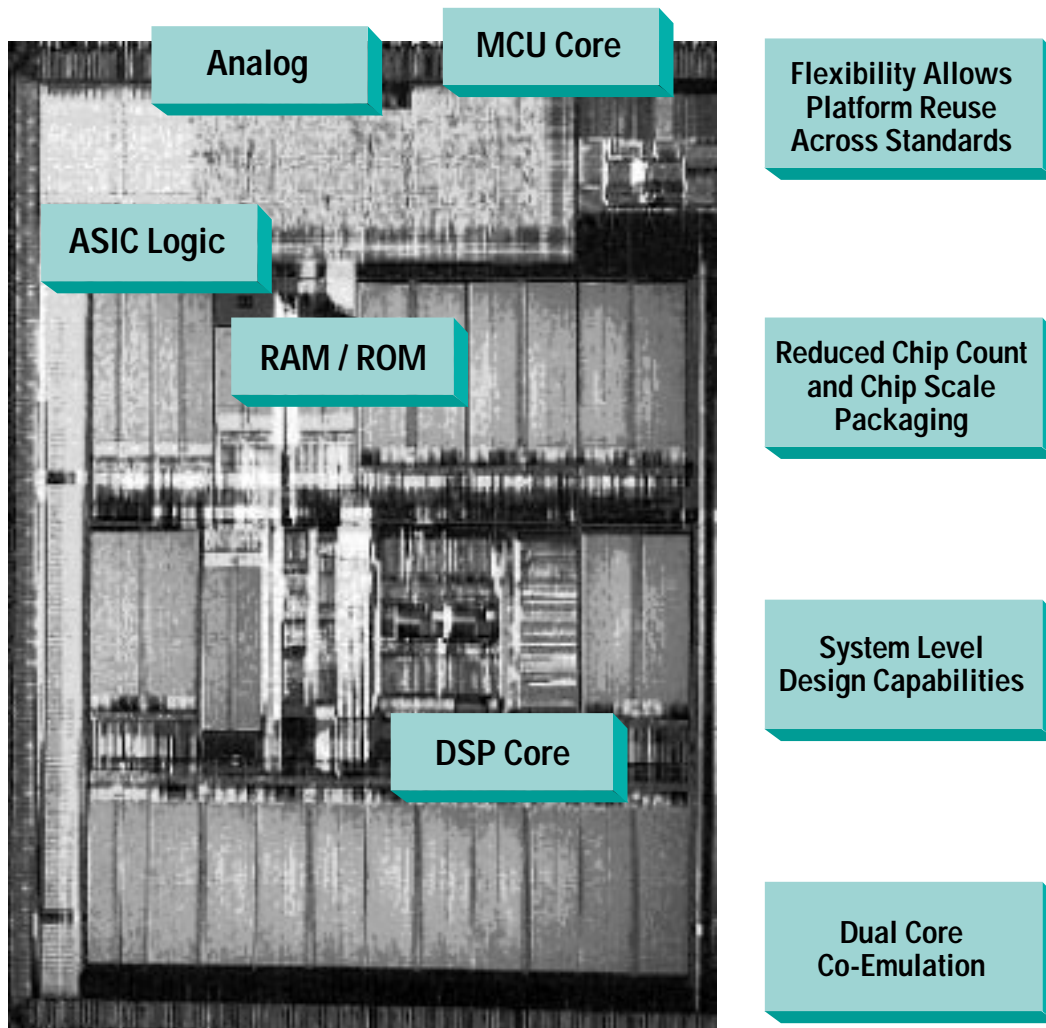 Analog
MCU Core
ASIC Logic
RAM / ROM
DSP Core
Flexibility Allows
Platform Reuse
Across Standards
Reduced Chip Count
and Chip Scale
Packaging
System Level
Design Capabilities
Dual Core
Co-Emulation